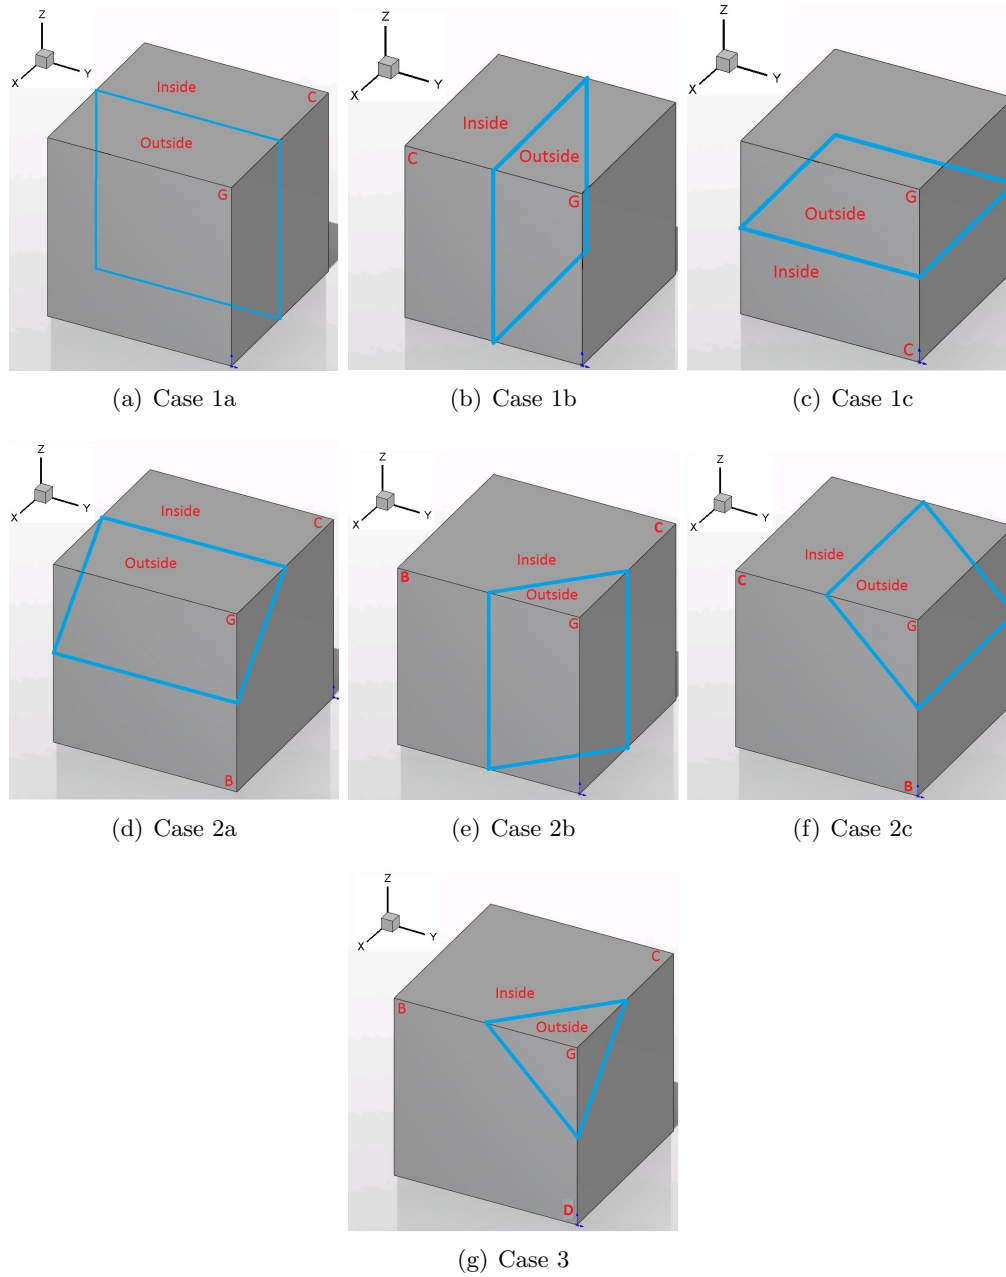 Z
X
Y
Inside
Outside
C
G
(a) Case 1a
Z
X
Y
Inside
Outside
C
G
(b) Case 1b
Z
X
Y
G
Outside
Inside
C
(c) Case 1c
Z
X
Y
Inside
C
Outside
G
B
(d) Case 2a
Z
X
Y
C
Inside
B
Outside
G
(e) Case 2b
Z
X
Y
Inside
C
Outside
G
B
(f) Case 2c
Z
X
Y
C
Inside
B
Outside
G
D
(g) Case 3